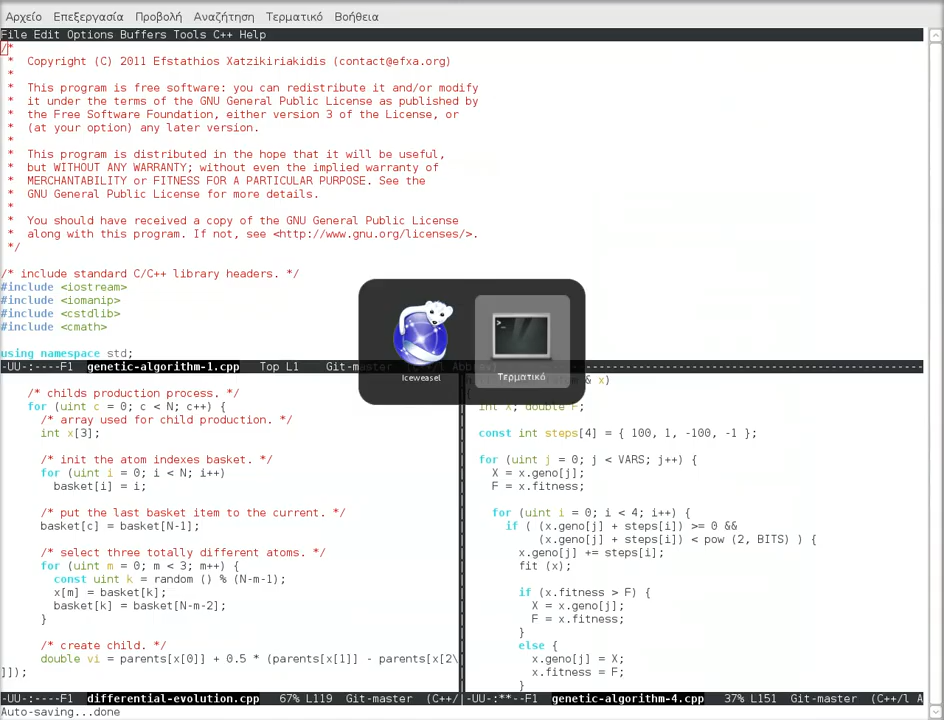 Αρχείο Επεξεργασία Προβολή Αναζήτηση Τερματικό Βοήθεια
File Edit Options Buffers Tools C++ Help
/*
 *  Copyright (C) 2011 Efstathios Xatzikiriakidis (contact@efxa.org)
 *
 *  This program is free software: you can redistribute it and/or modify
 *  it under the terms of the GNU General Public License as published by
 *  the Free Software Foundation, either version 3 of the License, or
 *  (at your option) any later version.
 *
 *  This program is distributed in the hope that it will be useful,
 *  but WITHOUT ANY WARRANTY; without even the implied warranty of
 *  MERCHANTABILITY or FITNESS FOR A PARTICULAR PURPOSE. See the
 *  GNU General Public License for more details.
 *
 *  You should have received a copy of the GNU General Public License
 *  along with this program. If not, see <http://www.gnu.org/licenses/>.
 */
/* include standard C/C++ library headers. */
#include <iostream>
#include <iomanip>
#include <cstdlib>
#include <cmath>
using namespace std;
-UU-:----F1  genetic-algorithm-1.cpp   Top L1    Git-master
Iceweasel
Τερματικό
    /* childs production process. */
    for (uint c = 0; c < N; c++) {
      /* array used for child production. */
      int x[3];
      /* init the atom indexes basket. */
      for (uint i = 0; i < N; i++)
        basket[i] = i;
      /* put the last basket item to the current. */
      basket[c] = basket[N-1];
      /* select three totally different atoms. */
      for (uint m = 0; m < 3; m++) {
        const uint k = random () % (N-m-1);
        x[m] = basket[k];
        basket[k] = basket[N-m-2];
      }
      /* create child. */
      double vi = parents[x[0]] + 0.5 * (parents[x[1]] - parents[x[2\
]]);
-UU-:----F1  differential-evolution.cpp   67% L119  Git-master  (C++/
& x)
{
  int X; double F;
  const int steps[4] = { 100, 1, -100, -1 };
  for (uint j = 0; j < VARS; j++) {
    X = x.geno[j];
    F = x.fitness;
    for (uint i = 0; i < 4; i++) {
      if ( (x.geno[j] + steps[i]) >= 0 &&
           (x.geno[j] + steps[i]) < pow (2, BITS) ) {
        x.geno[j] += steps[i];
        fit (x);
        if (x.fitness > F) {
          X = x.geno[j];
          F = x.fitness;
        }
        else {
          x.geno[j] = X;
          x.fitness = F;
        }
-UU-:**--F1  genetic-algorithm-4.cpp   37% L151  Git-master  (C++/l A
Auto-saving...done